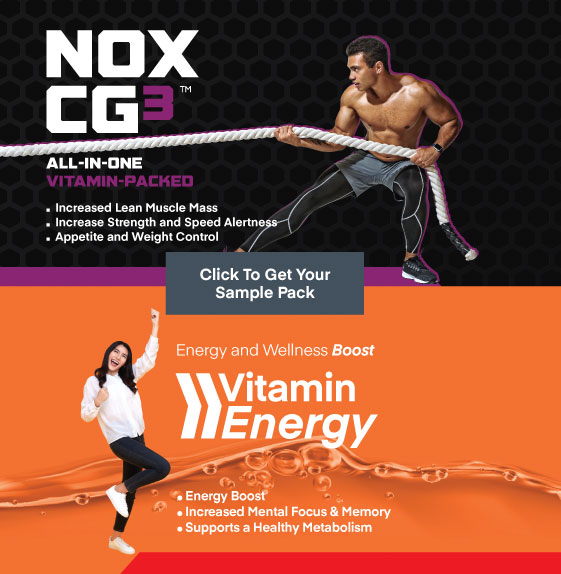 NOX
CG3™
ALL-IN-ONE
VITAMIN-PACKED
Increased Lean Muscle Mass
Increase Strength and Speed Alertness
Appetite and Weight Control
Click To Get Your
Sample Pack
Energy and Wellness Boost
Vitamin
Energy
Energy Boost
Increased Mental Focus & Memory
Supports a Healthy Metabolism